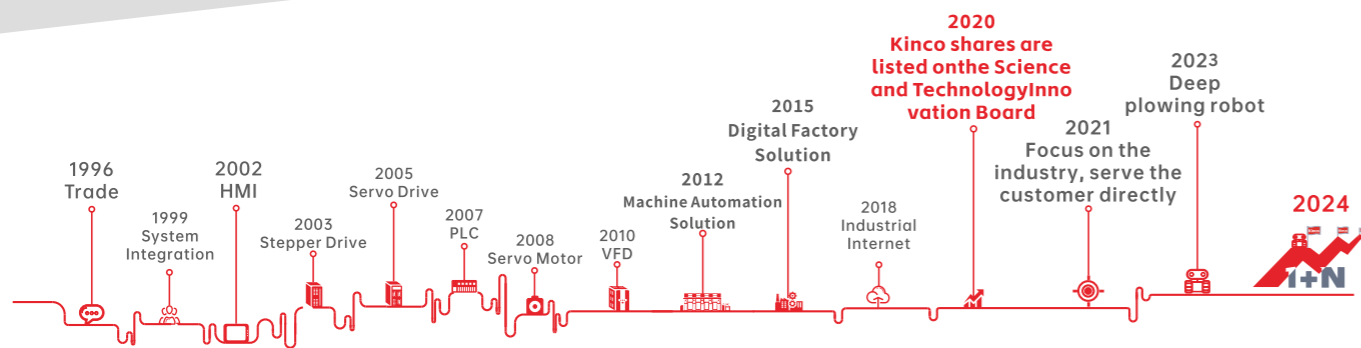 1996
Trade
1999
System
Integration
2002
HMI
2003
Stepper Drive
2005
Servo Drive
2007
PLC
2008
Servo Motor
2010
VFD
2012
Machine Automation
Solution
2015
Digital Factory
Solution
2018
Industrial
Internet
2020
Kinco shares are
listed onthe Science
and TechnologyInno
vation Board
2021
Focus on the
industry, serve the
customer directly
2023
Deep
plowing robot
2024
1+N